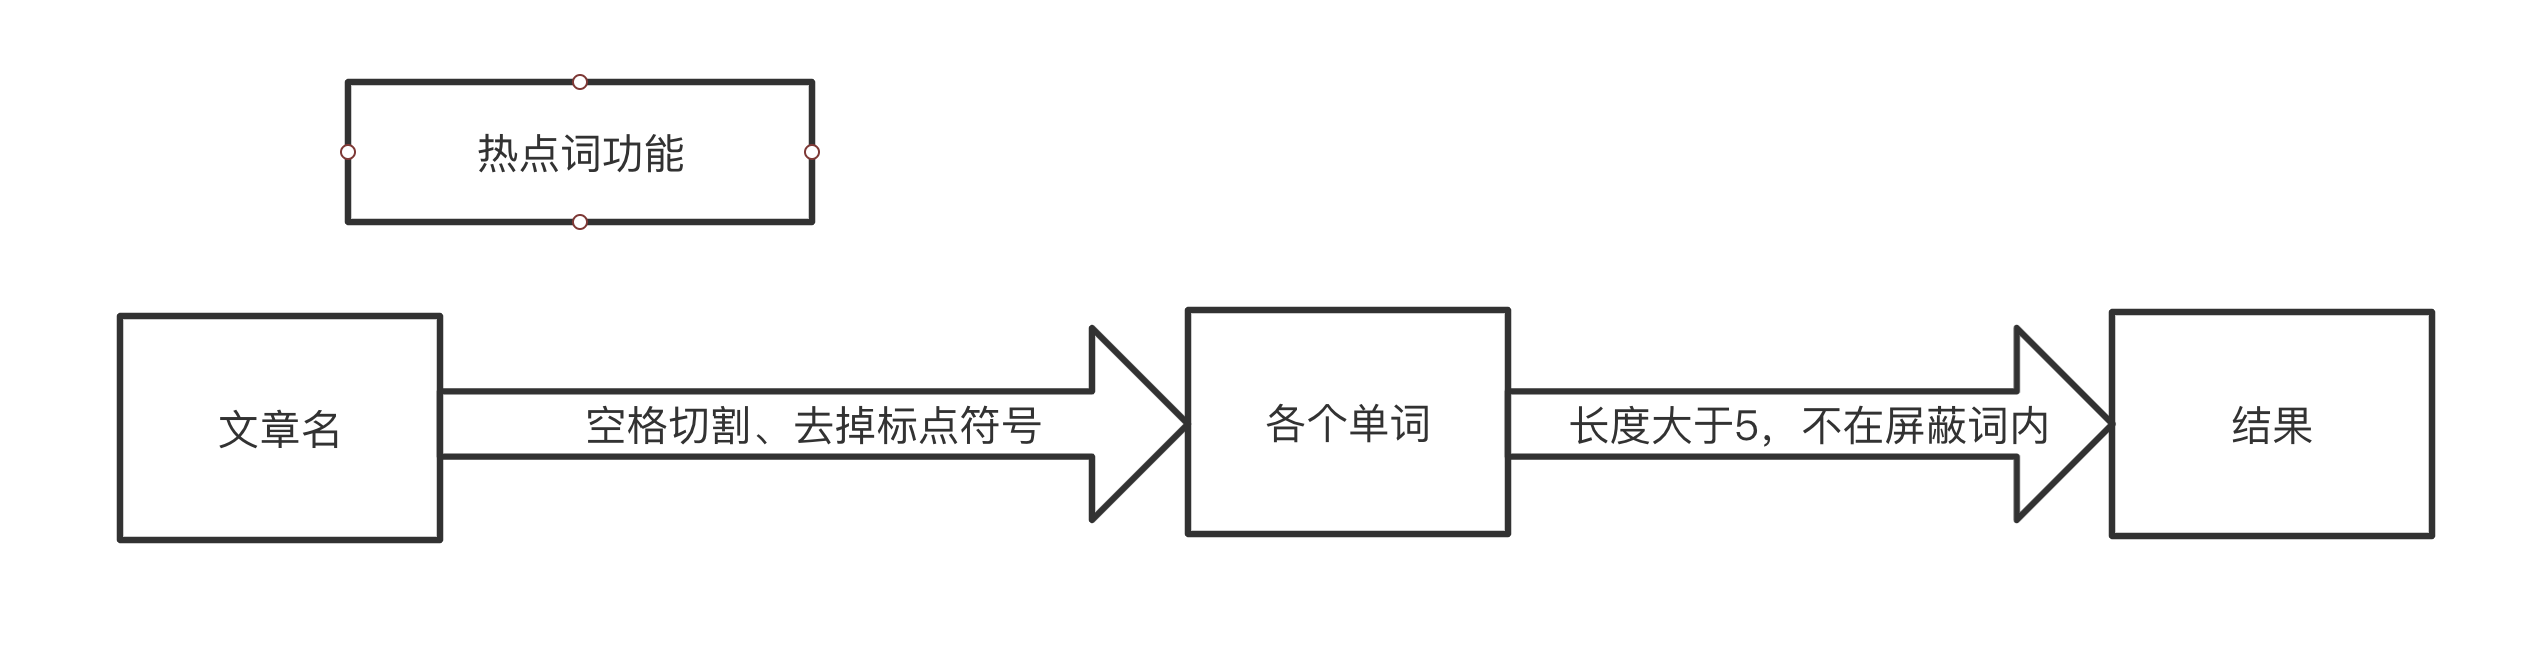 热点词功能
文章名
空格切割、去掉标点符号
各个单词
长度大于5，不在屏蔽词内
结果